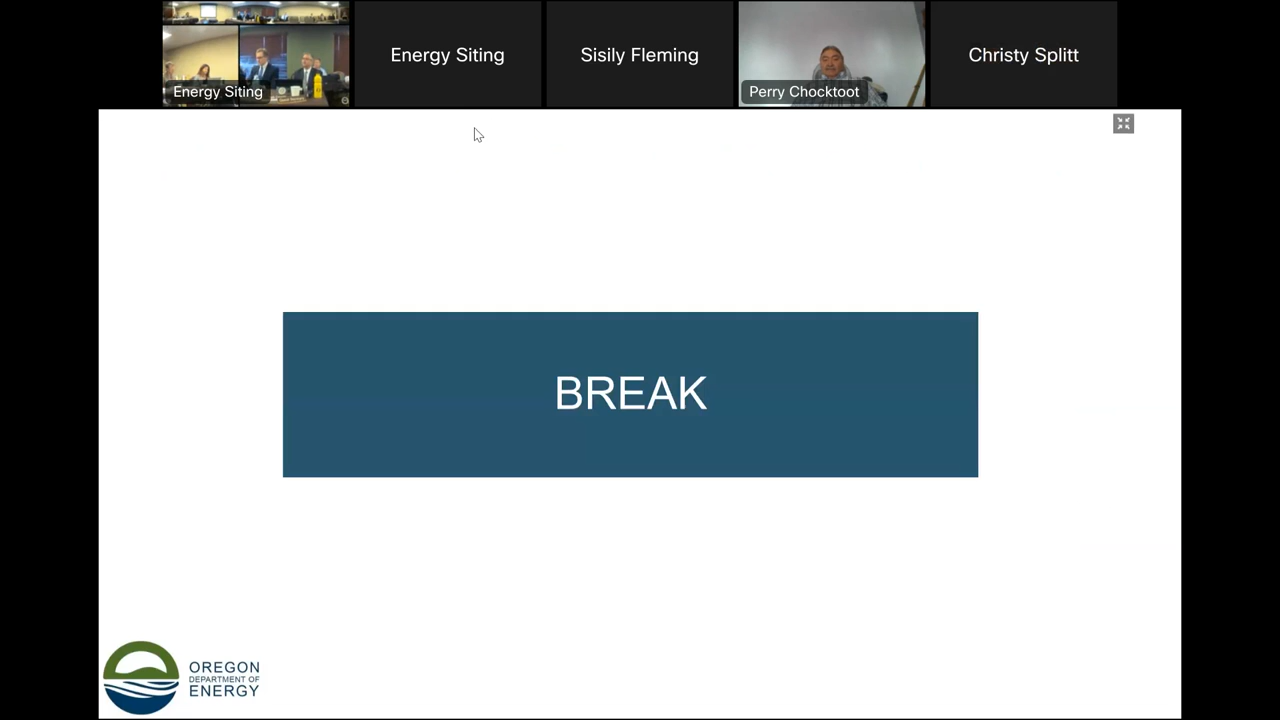 Energy Siting
Energy Siting
Sisily Fleming
Perry Chocktoot
Christy Splitt
BREAK
OREGON
DEPARTMENT OF
ENERGY